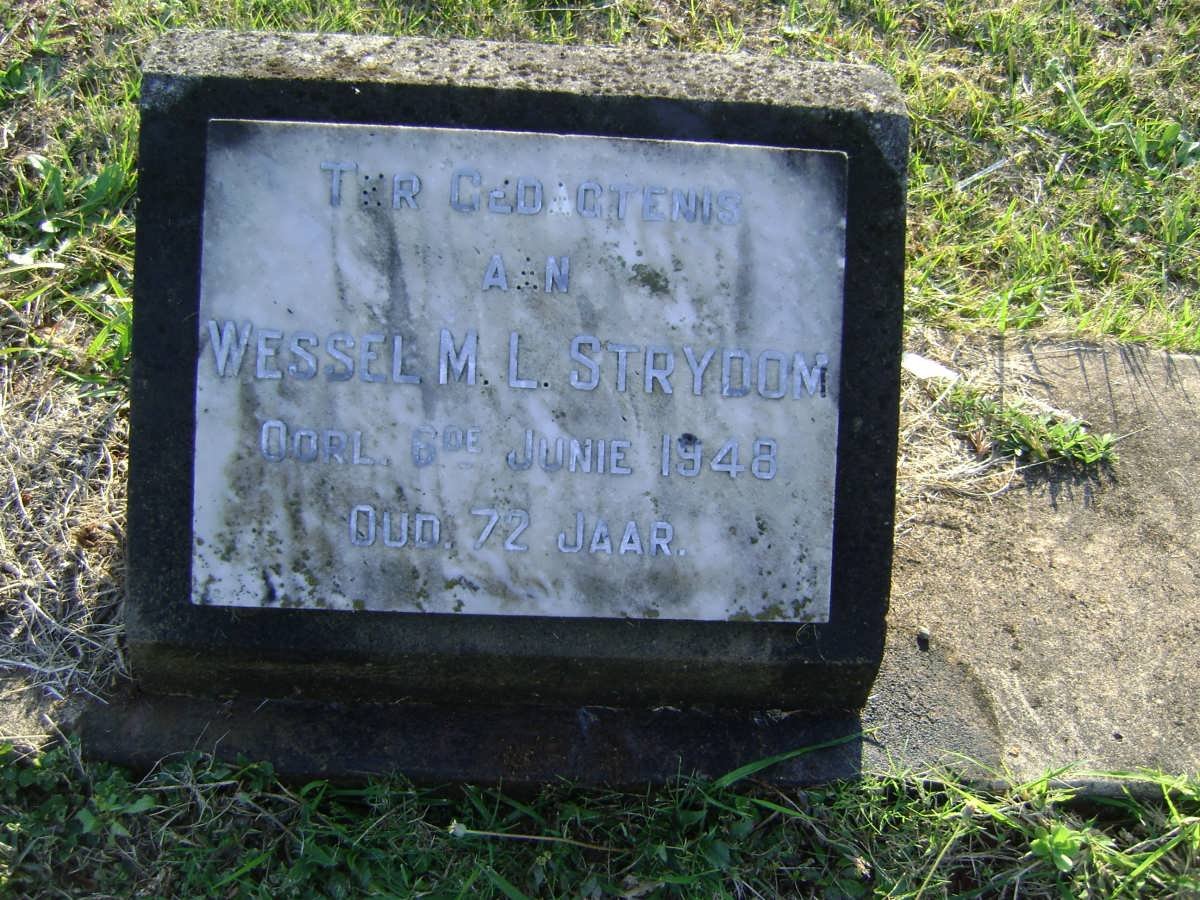 TER GEDAGTENIS
AAN
WESSEL M. L. STRYDOM
OORL. 6DE JUNIE 1948
OUD. 72 JAAR.